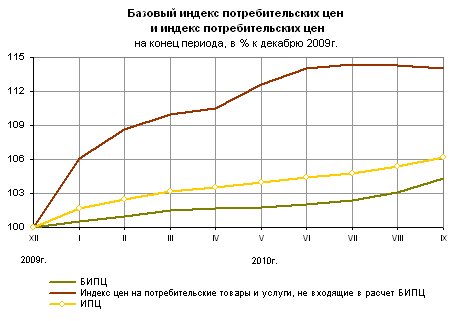 Базовый индекс потребительских цен
и индекс потребительских цен
на конец периода, в % к декабрю 2009г.
115
112
109
106
103
100
XII I II III IV V VI VII VIII IX
2009г. 2010г.
БИПЦ
Индекс цен на потребительские товары и услуги, не входящие в расчет БИПЦ
ИПЦ